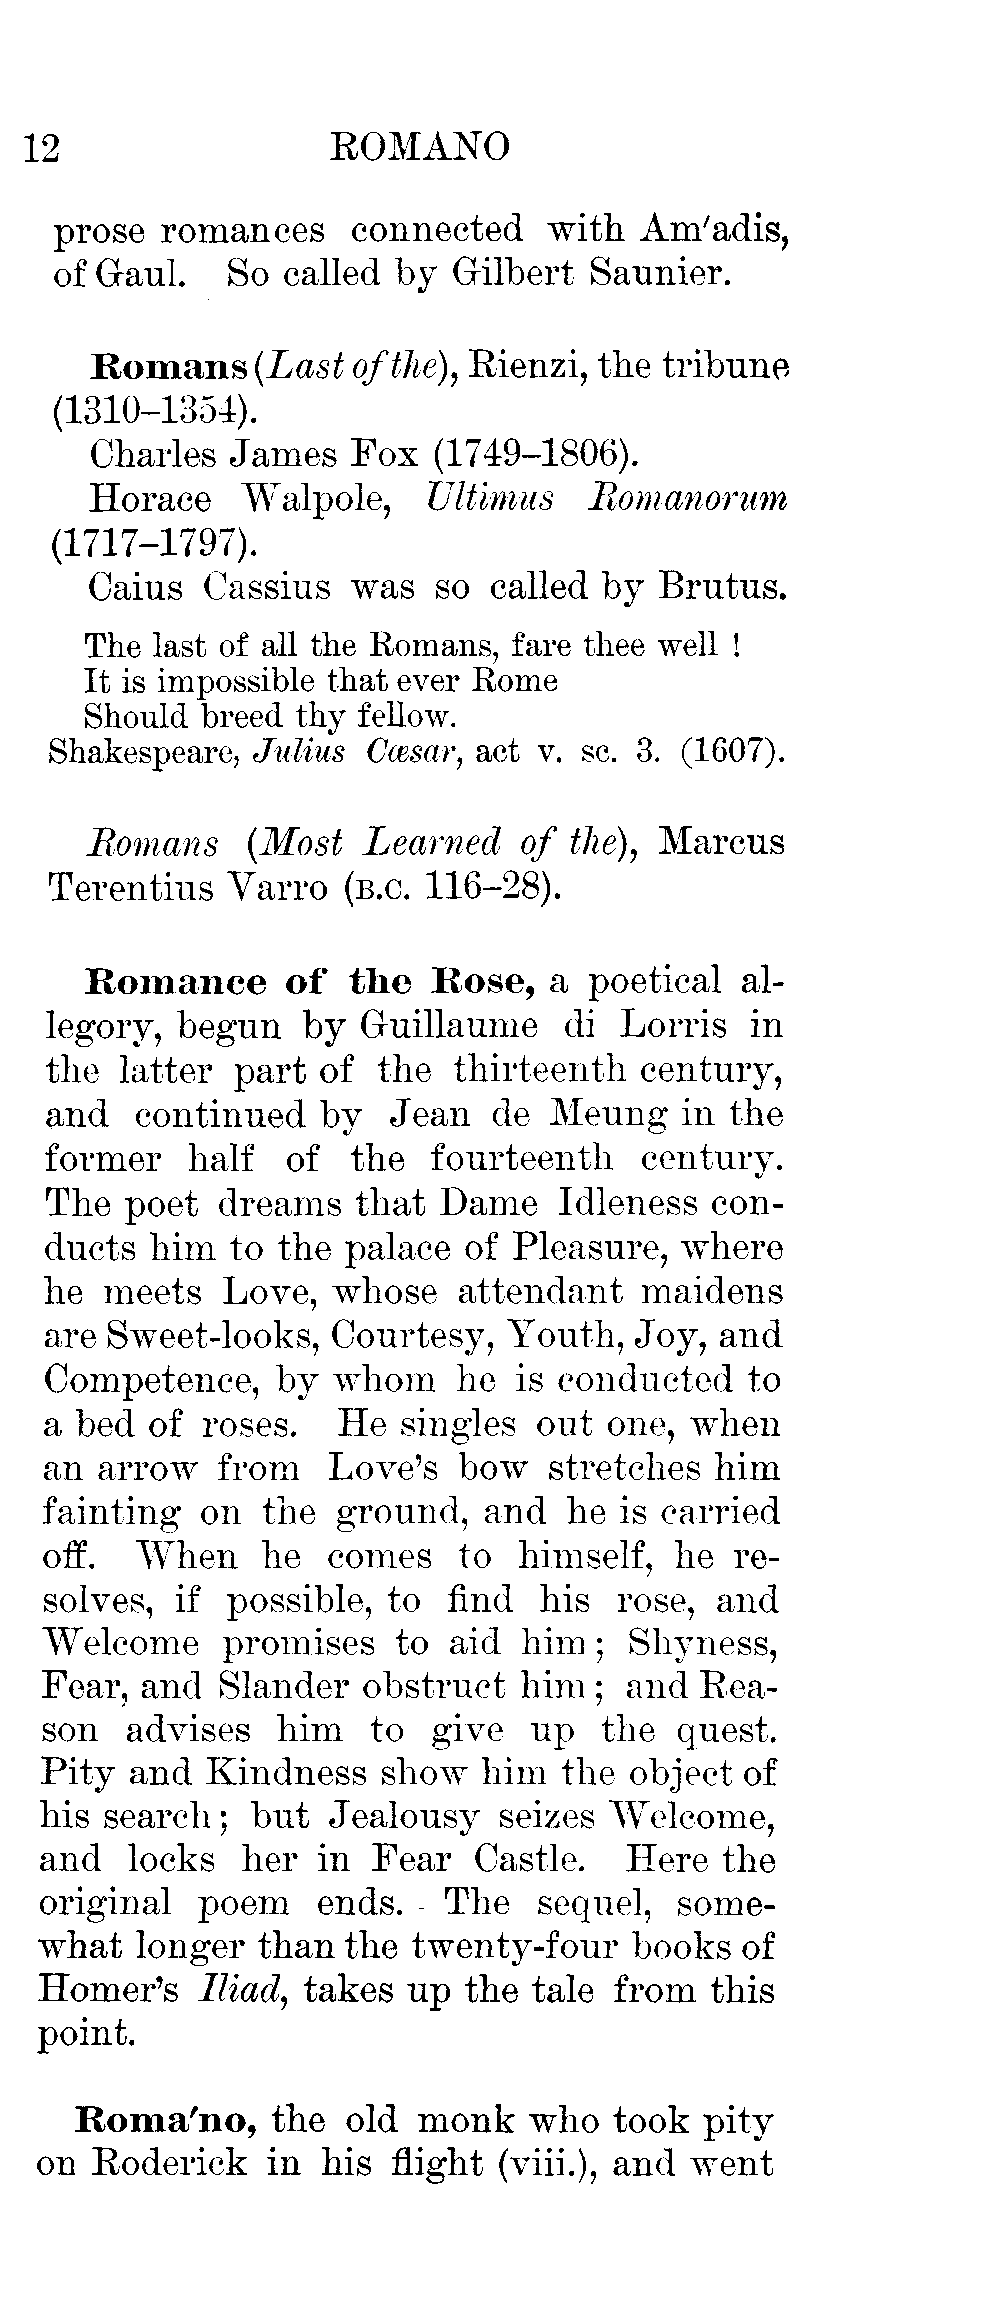 12 ROMANO
prose romances connected with Am'adis,
of Gaul. So called by Gilbert Saunier.
Romans (Last of the), Rienzi, the tribune
(1310–1354).
Charles James Fox (1749–1806).
Horace Walpole, Ultimus Romanorum
(1717–1797).
Caius Cassius was so called by Brutus.
The last of all the Romans, fare thee well !
It is impossible that ever Rome
Should breed thy fellow.
Shakespeare, Julius Cæsar, act v. sc. 3. (1607).
Romans (Most Learned of the), Marcus
Terentius Varro (B.C. 116–28).
Romance of the Rose, a poetical al-
legory, begun by Guillaume di Lorris in
the latter part of the thirteenth century,
and continued by Jean de Meung in the
former half of the fourteenth century.
The poet dreams that Dame Idleness con-
ducts him to the palace of Pleasure, where
he meets Love, whose attendant maidens
are Sweet-looks, Courtesy, Youth, Joy, and
Competence, by whom he is conducted to
a bed of roses. He singles out one, when
an arrow from Love's bow stretches him
fainting on the ground, and he is carried
off. When he comes to himself, he re-
solves, if possible, to find his rose, and
Welcome promises to aid him ; Shyness,
Fear, and Slander obstruct him ; and Rea-
son advises him to give up the quest.
Pity and Kindness show him the object of
his search ; but Jealousy seizes Welcome,
and locks her in Fear Castle. Here the
original poem ends. - The sequel, some-
what longer than the twenty-four books of
Homer's Iliad, takes up the tale from this
point.
Roma'no, the old monk who took pity
on Roderick in his flight (viii.), and went